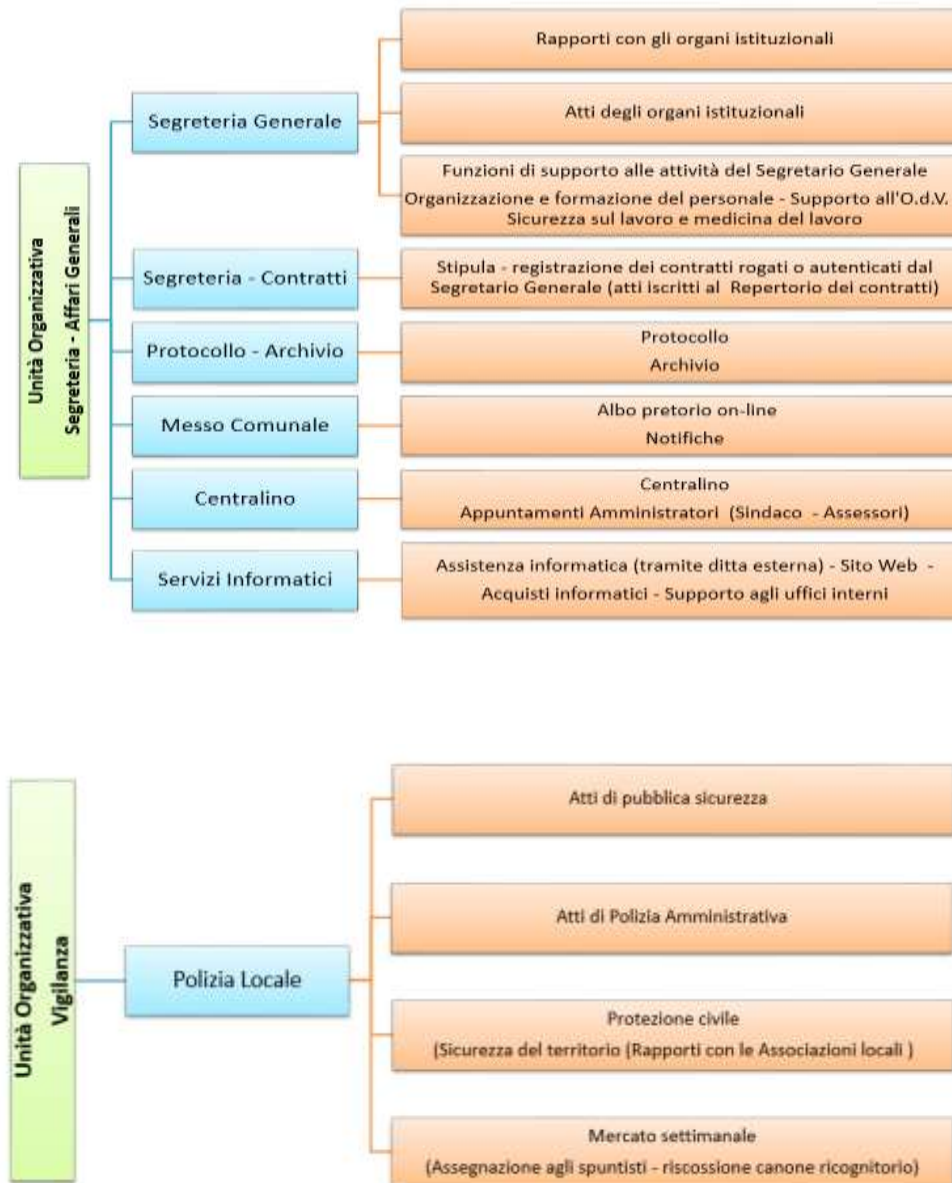 Unità Organizzativa
Segreteria - Affari Generali
Segreteria Generale
Rapporti con gli organi istituzionali
Atti degli organi istituzionali
Funzioni di supporto alle attività del Segretario Generale
Organizzazione e formazione del personale - Supporto all'O.d.V.
Sicurezza sul lavoro e medicina del lavoro
Segreteria - Contratti
Stipula - registrazione dei contratti rogati o autenticati dal
Segretario Generale (atti iscritti al Repertorio dei contratti)
Protocollo - Archivio
Protocollo
Archivio
Messo Comunale
Albo pretorio on-line
Notifiche
Centralino
Centralino
Appuntamenti Amministratori (Sindaco - Assessori)
Servizi Informatici
Assistenza informatica (tramite ditta esterna) - Sito Web -
Acquisti informatici - Supporto agli uffici interni
Unità Organizzativa
Vigilanza
Polizia Locale
Atti di pubblica sicurezza
Atti di Polizia Amministrativa
Protezione civile
(Sicurezza del territorio (Rapporti con le Associazioni locali )
Mercato settimanale
(Assegnazione agli spuntisti - riscossione canone ricognitorio)